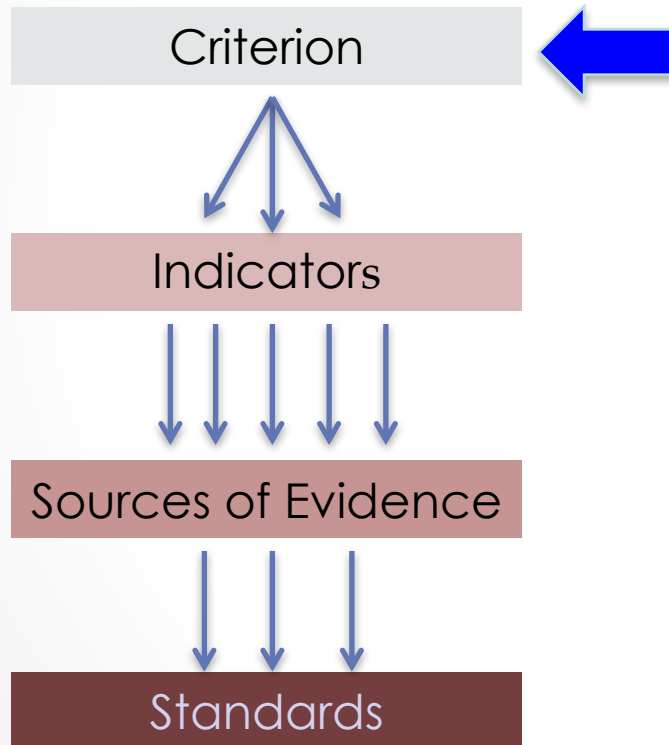 Criterion
Indicators
Sources of Evidence
Standards